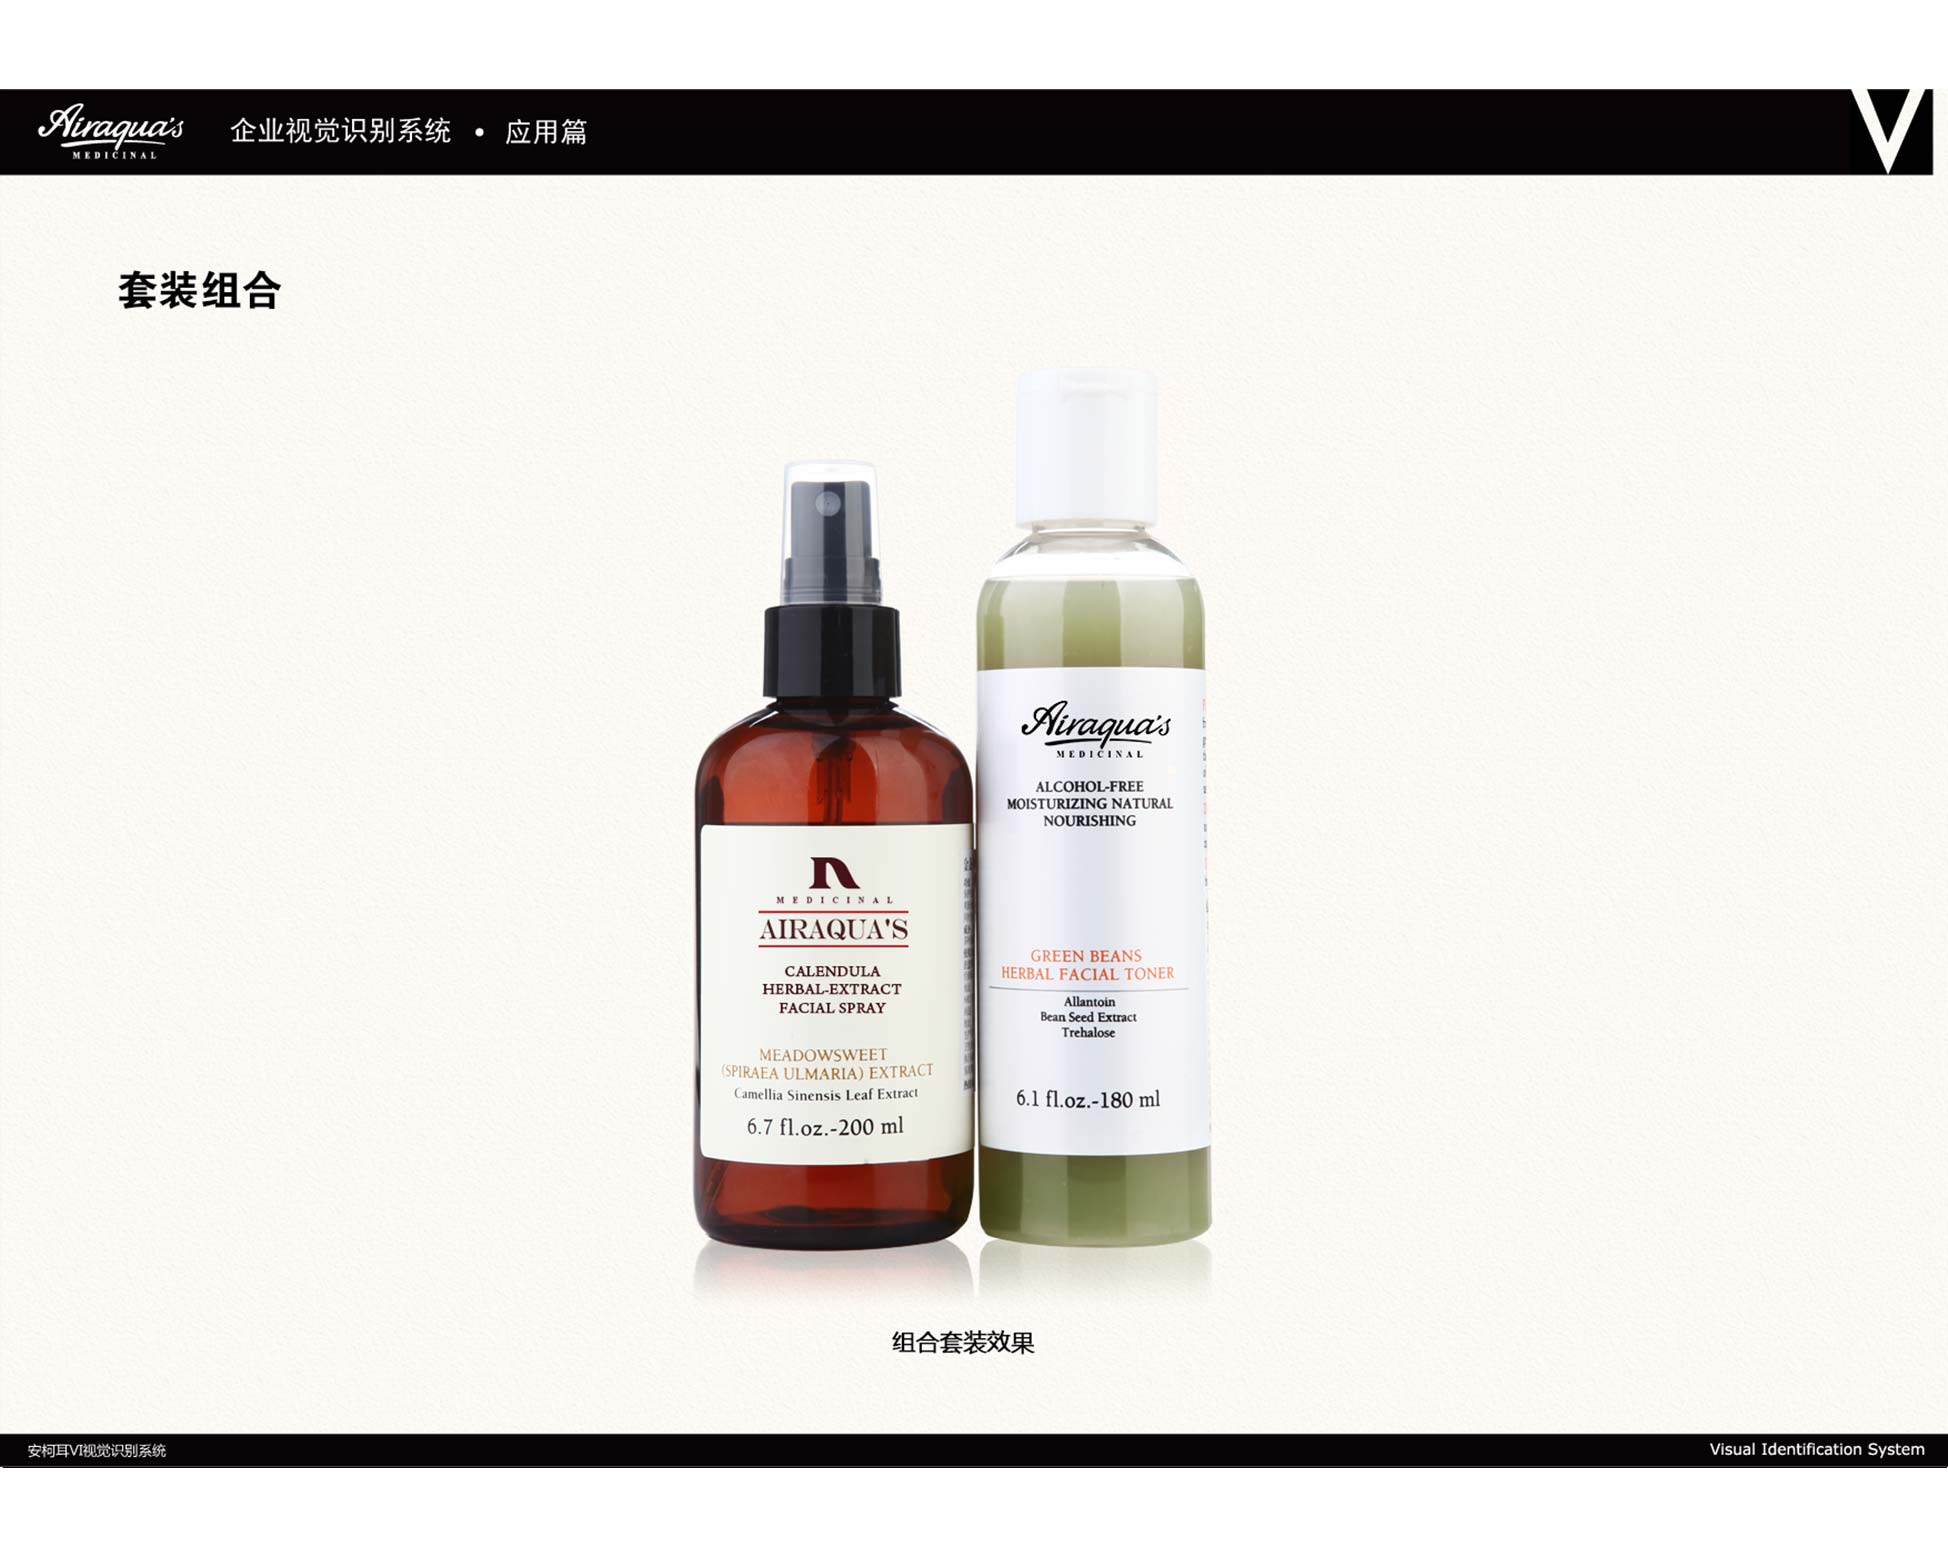 Airaqua's
MEDICINAL
企业视觉识别系统 • 应用篇
V
套装组合
MEDICINAL
AIRAQUA'S
CALENDULA
HERBAL-EXTRACT
FACIAL SPRAY
MEADOWSWEET
(SPIRAEA ULMARIA) EXTRACT
Camellia Sinensis Leaf Extract
6.7 fl.oz.-200 ml
Airaqua's
MEDICINAL
ALCOHOL-FREE
MOISTURIZING NATURAL
NOURISHING
GREEN BEANS
HERBAL FACIAL TONER
Allantoin
Bean Seed Extract
Trehalose
6.1 fl.oz.-180 ml
组合套装效果
安柯耳VI视觉识别系统
Visual Identification System